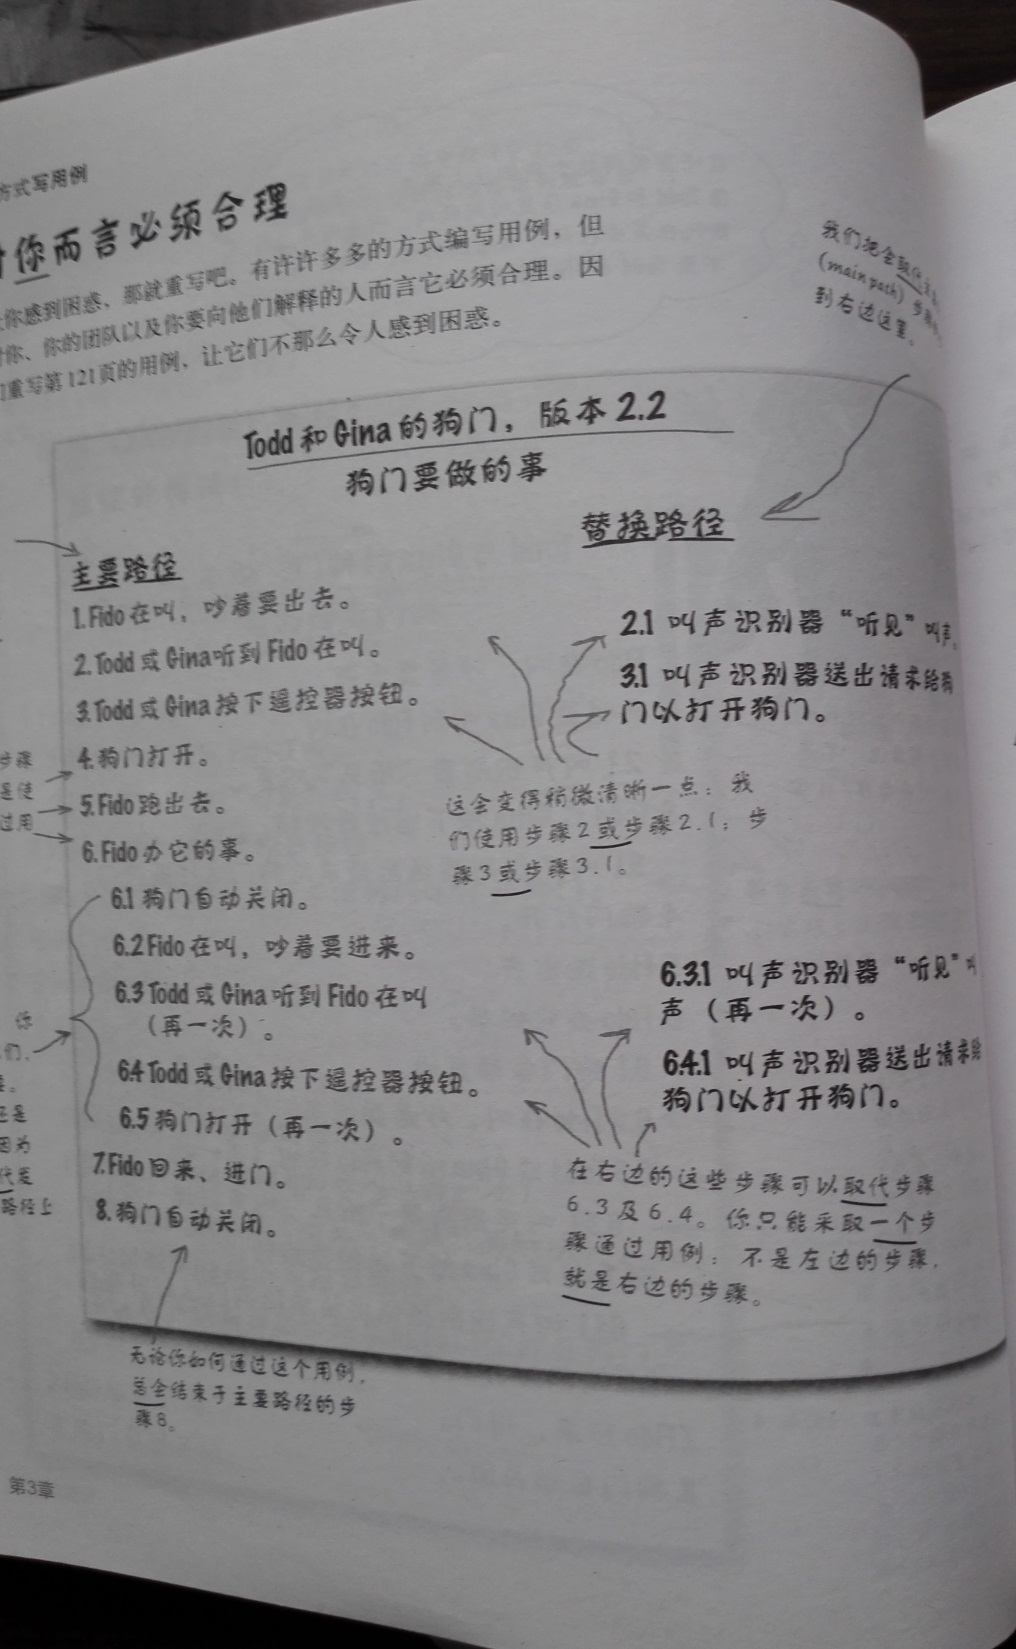 方式写用例
你而言必须合理
你感到困惑，那就重写吧。有许许多多的方式编写用例，但
你、你的团队以及你要向他们解释的人而言它必须合理。因
重写第121页的用例，让它们不那么令人感到困惑。
我们把会取代
(main path) 步
到右边这里。
Todd和Gina的狗门，版本2.2
狗门要做的事
主要路径
1.Fido在叫，吵着要出去。
2.Todd或Gina听到Fido在叫。
3.Todd或Gina按下遥控器按钮。
4.狗门打开。
5.Fido跑出去。
6.Fido办它的事。
6.1 狗门自动关闭。
6.2 Fido在叫，吵着要进来。
6.3 Todd或Gina听到Fido在叫
（再一次）。
6.4 Todd或Gina按下遥控器按钮。
6.5 狗门打开（再一次）。
7.Fido回来、进门。
8.狗门自动关闭。
替换路径
2.1 叫声识别器“听见”叫声。
3.1 叫声识别器送出请求给狗
门以打开狗门。
这会变得稍微清晰一点：我
们使用步骤2或步骤2.1；步
骤3或步骤3.1。
6.3.1 叫声识别器“听见”叫
声（再一次）。
6.4.1 叫声识别器送出请求给
狗门以打开狗门。
在右边的这些步骤可以取代步骤
6.3及6.4。你只能采取一个步
骤通过用例：不是左边的步骤，
就是右边的步骤。
步骤
是使
过用
你
们，
还是
因为
代表
路径上
无论你如何通过这个用例，
总会结束于主要路径的步
骤8。
第3章